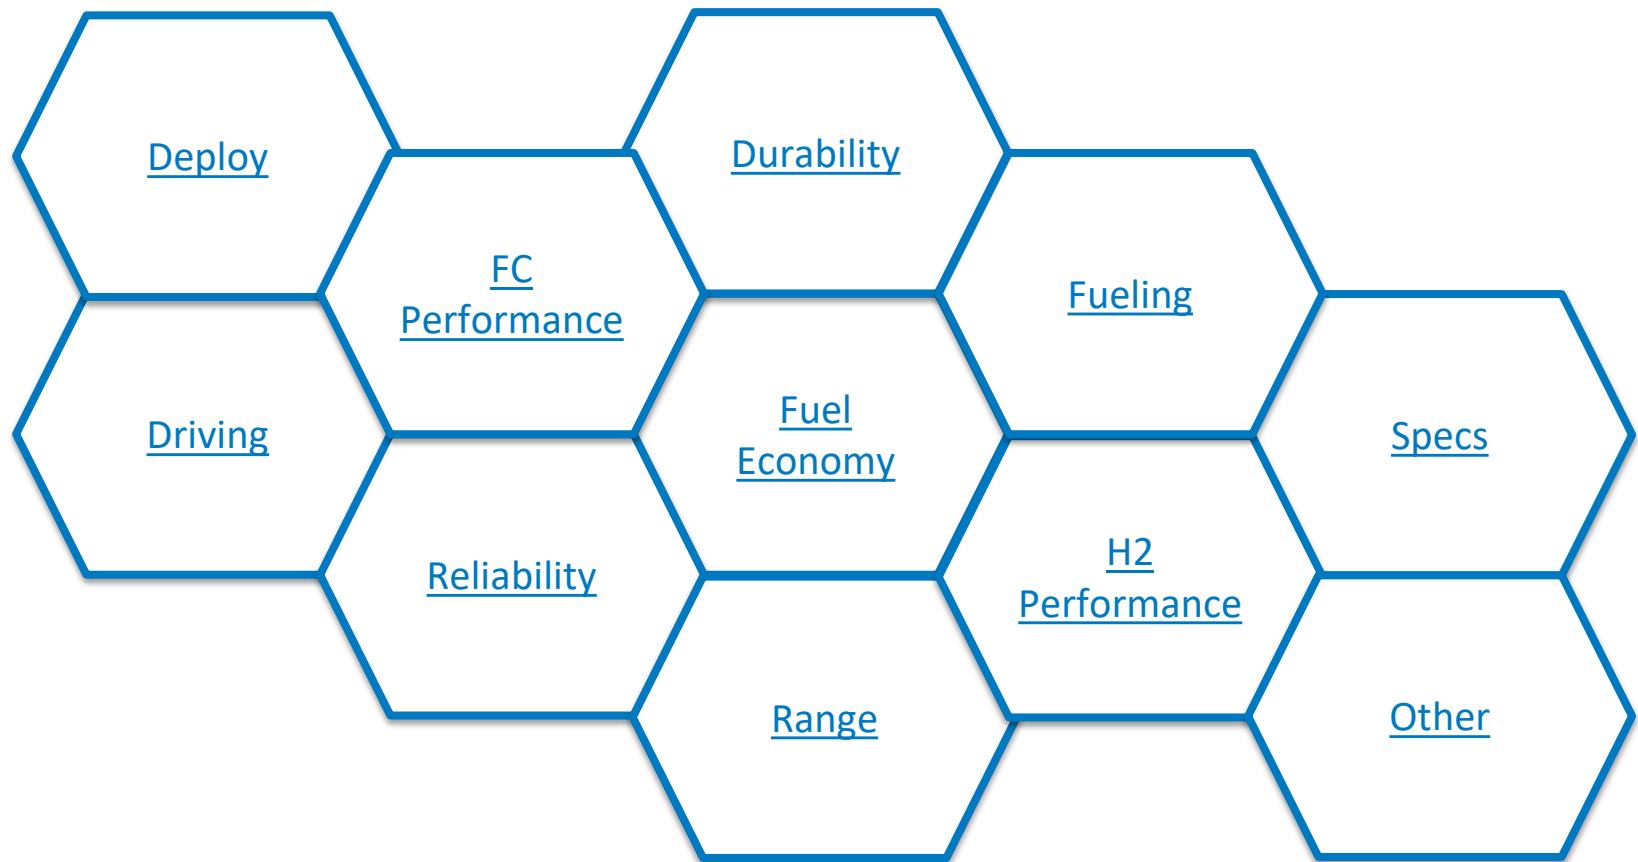 Deploy
Durability
FC
Performance
Fueling
Driving
Fuel
Economy
Specs
Reliability
H2
Performance
Range
Other